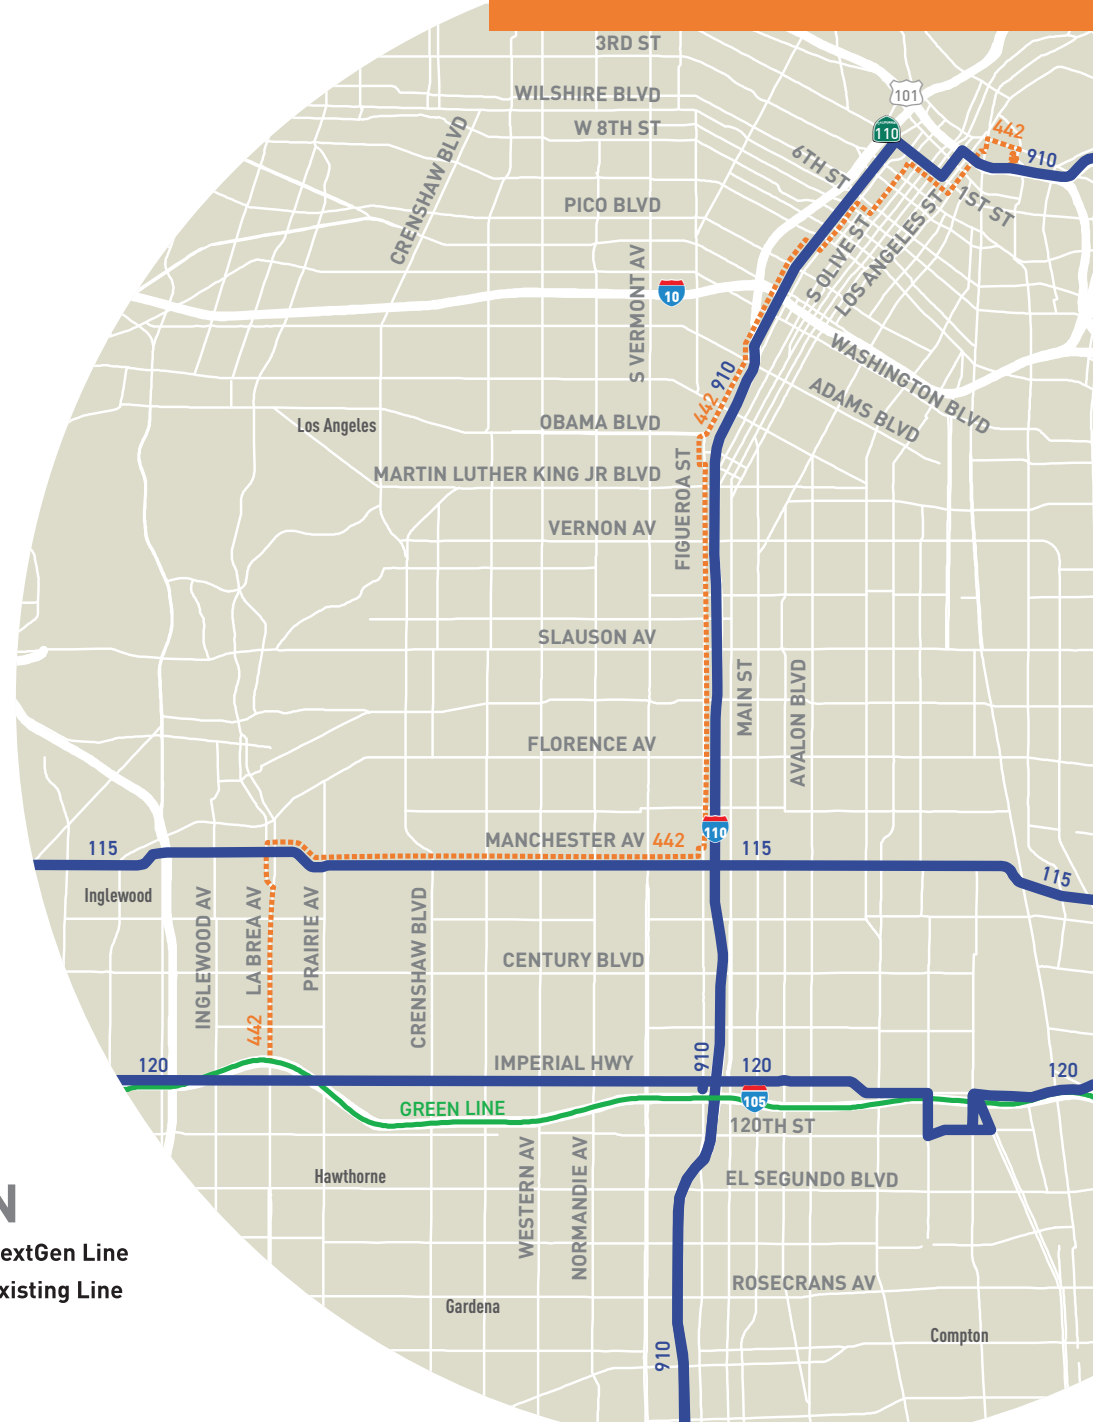 3RD ST
WILSHIRE BLVD
101
W 8TH ST
CRENSHAW BLVD
110
442
910
6TH ST
1ST ST
PICO BLVD
S OLIVE ST
LOS ANGELES ST
S VERMONT AV
10
WASHINGTON BLVD
ADAMS BLVD
910
442
Los Angeles
OBAMA BLVD
MARTIN LUTHER KING JR BLVD
FIGUEROA ST
VERNON AV
SLAUSON AV
MAIN ST
AVALON BLVD
FLORENCE AV
110
MANCHESTER AV 442
115
115
115
Inglewood
INGLEWOOD AV
LA BREA AV
PRAIRIE AV
CRENSHAW BLVD
CENTURY BLVD
442
910
120
IMPERIAL HWY
120
120
GREEN LINE
105
120TH ST
Hawthorne
WESTERN AV
NORMANDIE AV
EL SEGUNDO BLVD
N
extGen Line
xisting Line
ROSECRANS AV
Gardena
Compton
910